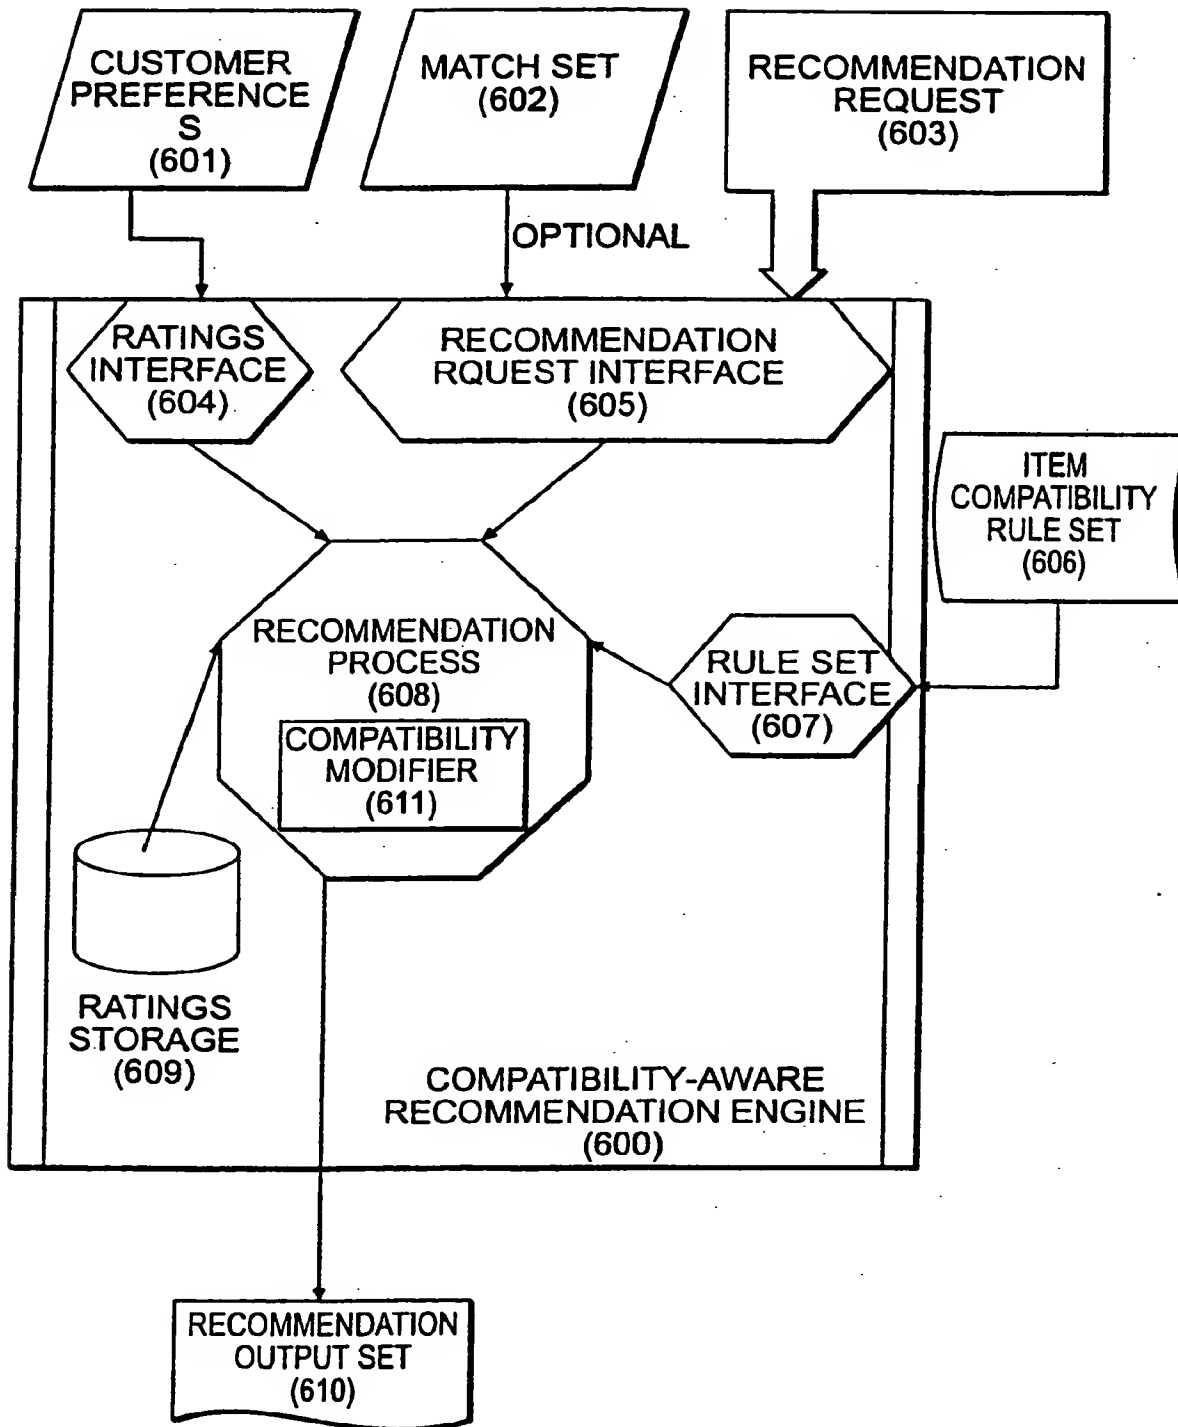 CUSTOMER
PREFERENCE
S
(601)
MATCH SET
(602)
RECOMMENDATION
REQUEST
(603)
OPTIONAL
RATINGS
INTERFACE
(604)
RECOMMENDATION
RQUEST INTERFACE
(605)
ITEM
COMPATIBILITY
RULE SET
(606)
RECOMMENDATION
PROCESS
(608)
COMPATIBILITY
MODIFIER
(611)
RULE SET
INTERFACE
(607)
RATINGS
STORAGE
(609)
COMPATIBILITY-AWARE
RECOMMENDATION ENGINE
(600)
RECOMMENDATION
OUTPUT SET
(610)